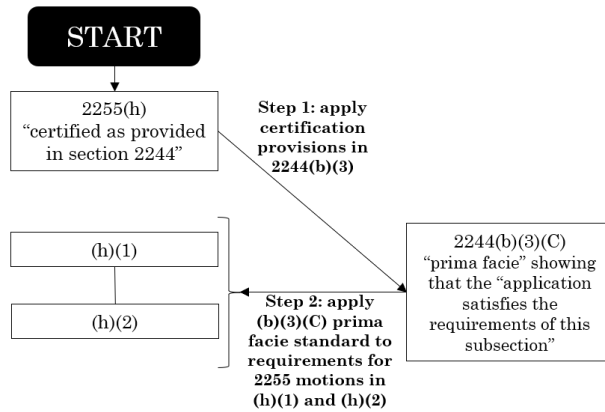 START
2255(h)
“certified as provided
in section 2244”
Step 1: apply
certification
provisions in
2244(b)(3)
(h)(1)
(h)(2)
2244(b)(3)(C)
“prima facie” showing
that the “application
satisfies the
requirements of this
subsection”
Step 2: apply
(b)(3)(C) prima
facie standard to
requirements for
2255 motions in
(h)(1) and (h)(2)